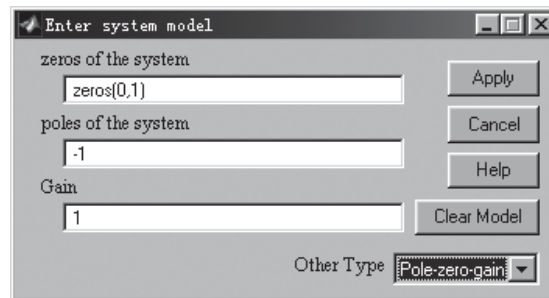 Enter system model
zeros of the system
zeros(0,1)
Apply
poles of the system
Cancel
-1
Help
Gain
1
Clear Model
Other Type Pole-zero-gain